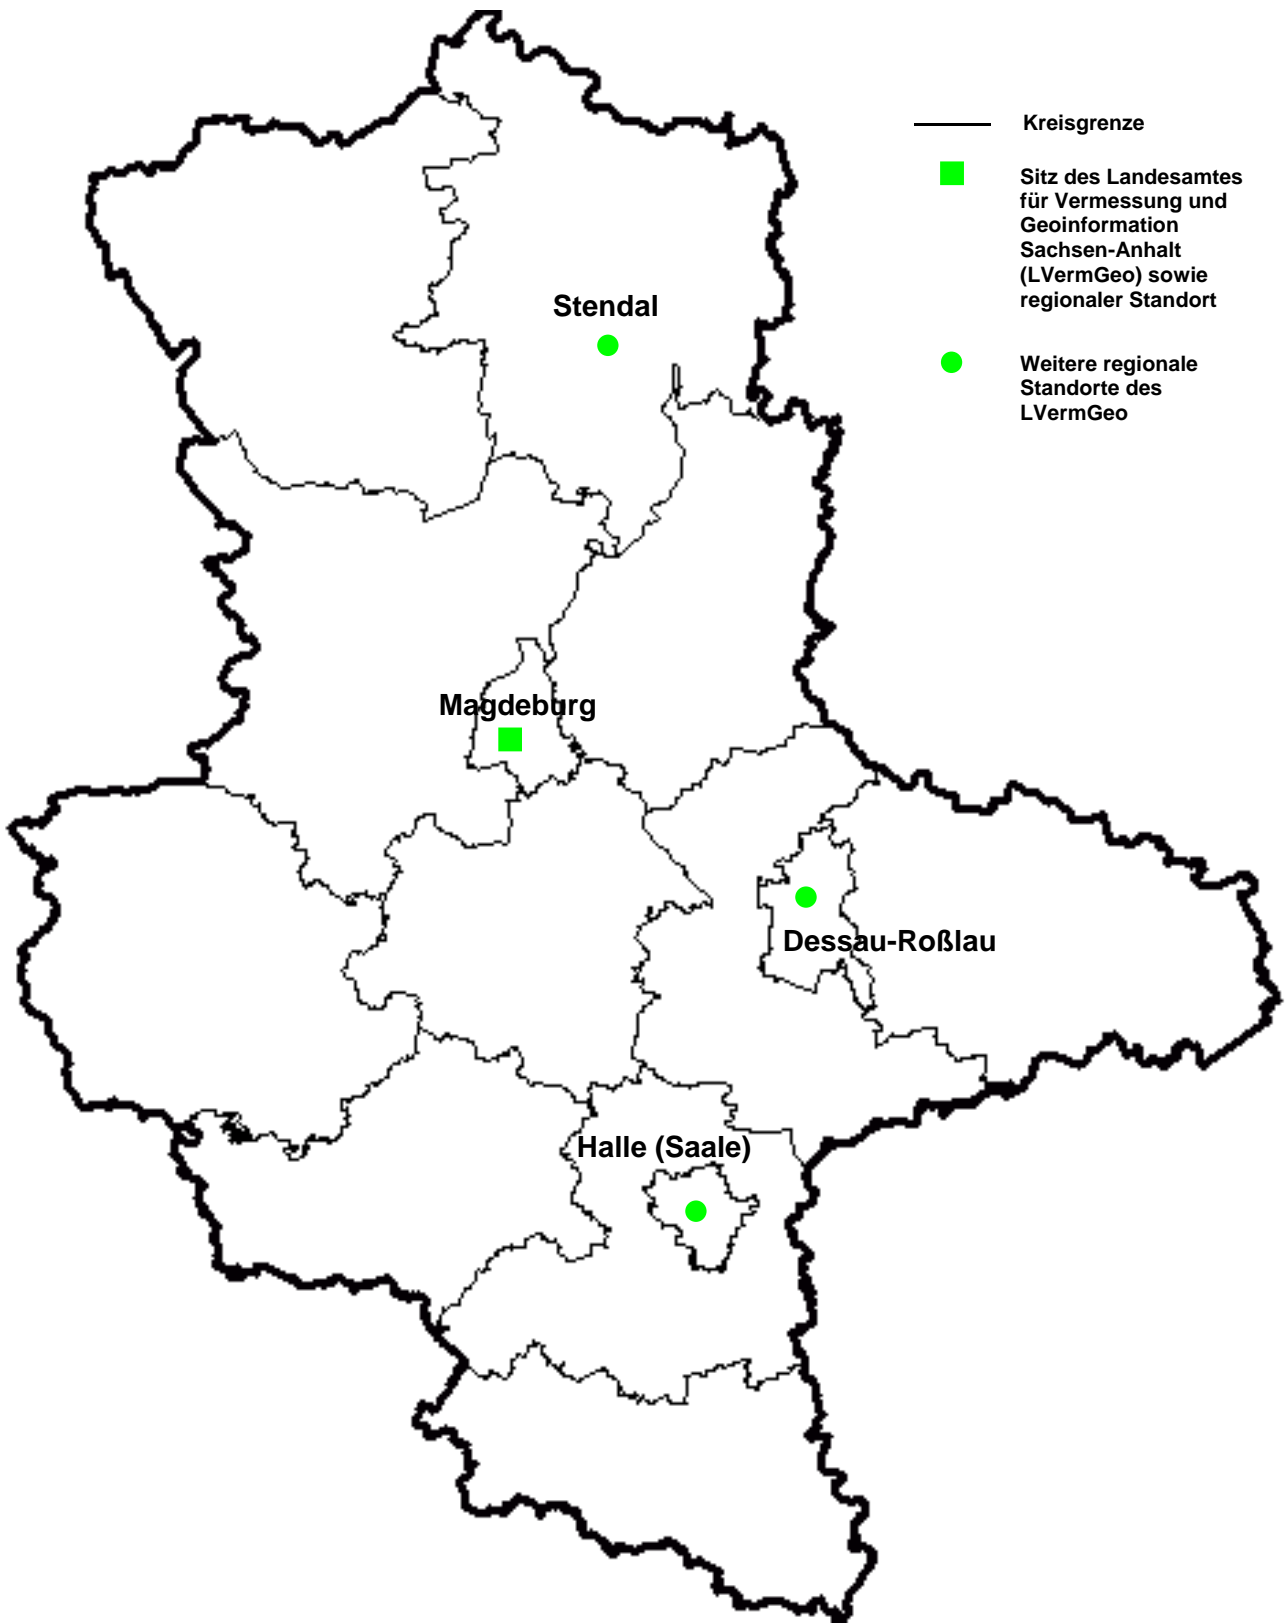 Kreisgrenze
Sitz des Landesamtes
für Vermessung und
Geoinformation
Sachsen-Anhalt
(LVermGeo) sowie
regionaler Standort
Weitere regionale
Standorte des
LVermGeo
Stendal
Magdeburg
Dessau-Roßlau
Halle (Saale)